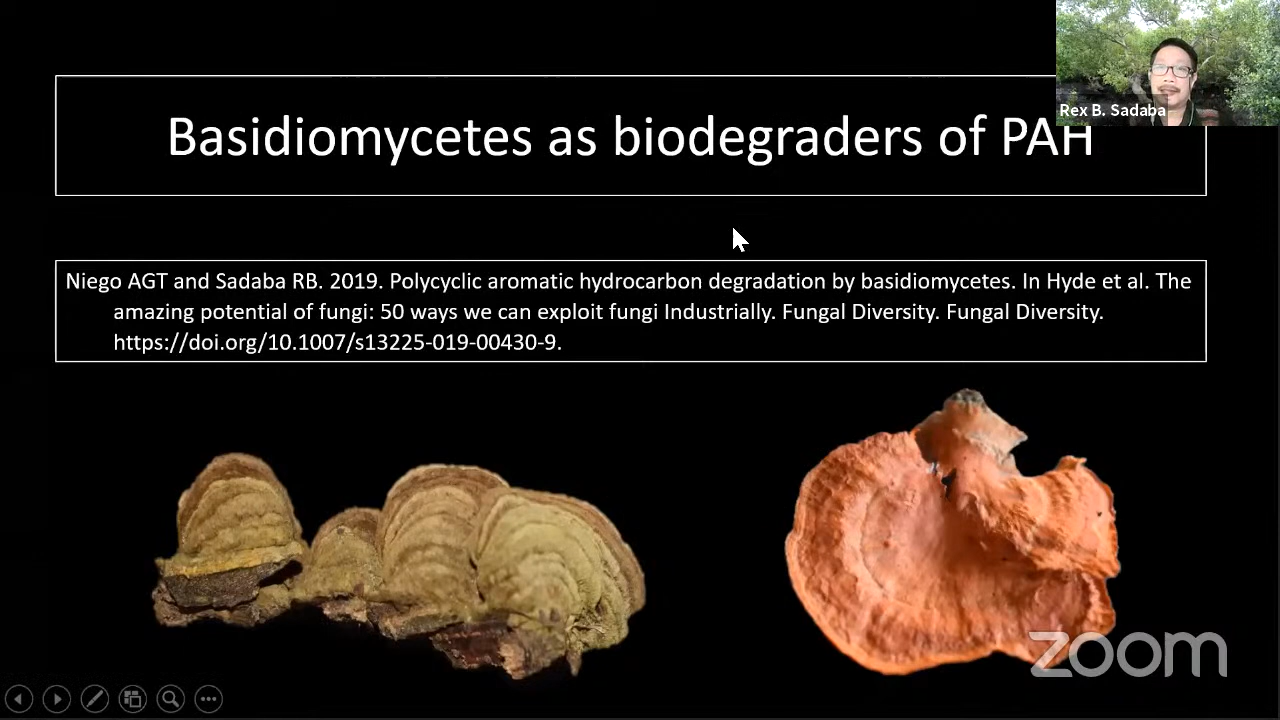 Rex B. Sadaba
Basidiomycetes as biodegraders of PAH
Niego AGT and Sadaba RB. 2019. Polycyclic aromatic hydrocarbon degradation by basidiomycetes. In Hyde et al. The
amazing potential of fungi: 50 ways we can exploit fungi Industrially. Fungal Diversity. Fungal Diversity.
https://doi.org/10.1007/s13225-019-00430-9.
zoom